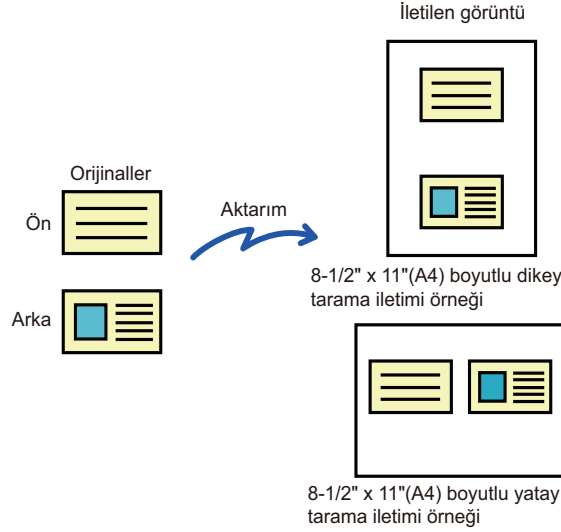 İletilen görüntü
Orijinaller
Ön
Aktarım
Arka
8-1/2" x 11"(A4) boyutlu dikey
tarama iletimi örneği
8-1/2" x 11"(A4) boyutlu yatay
tarama iletimi örneği